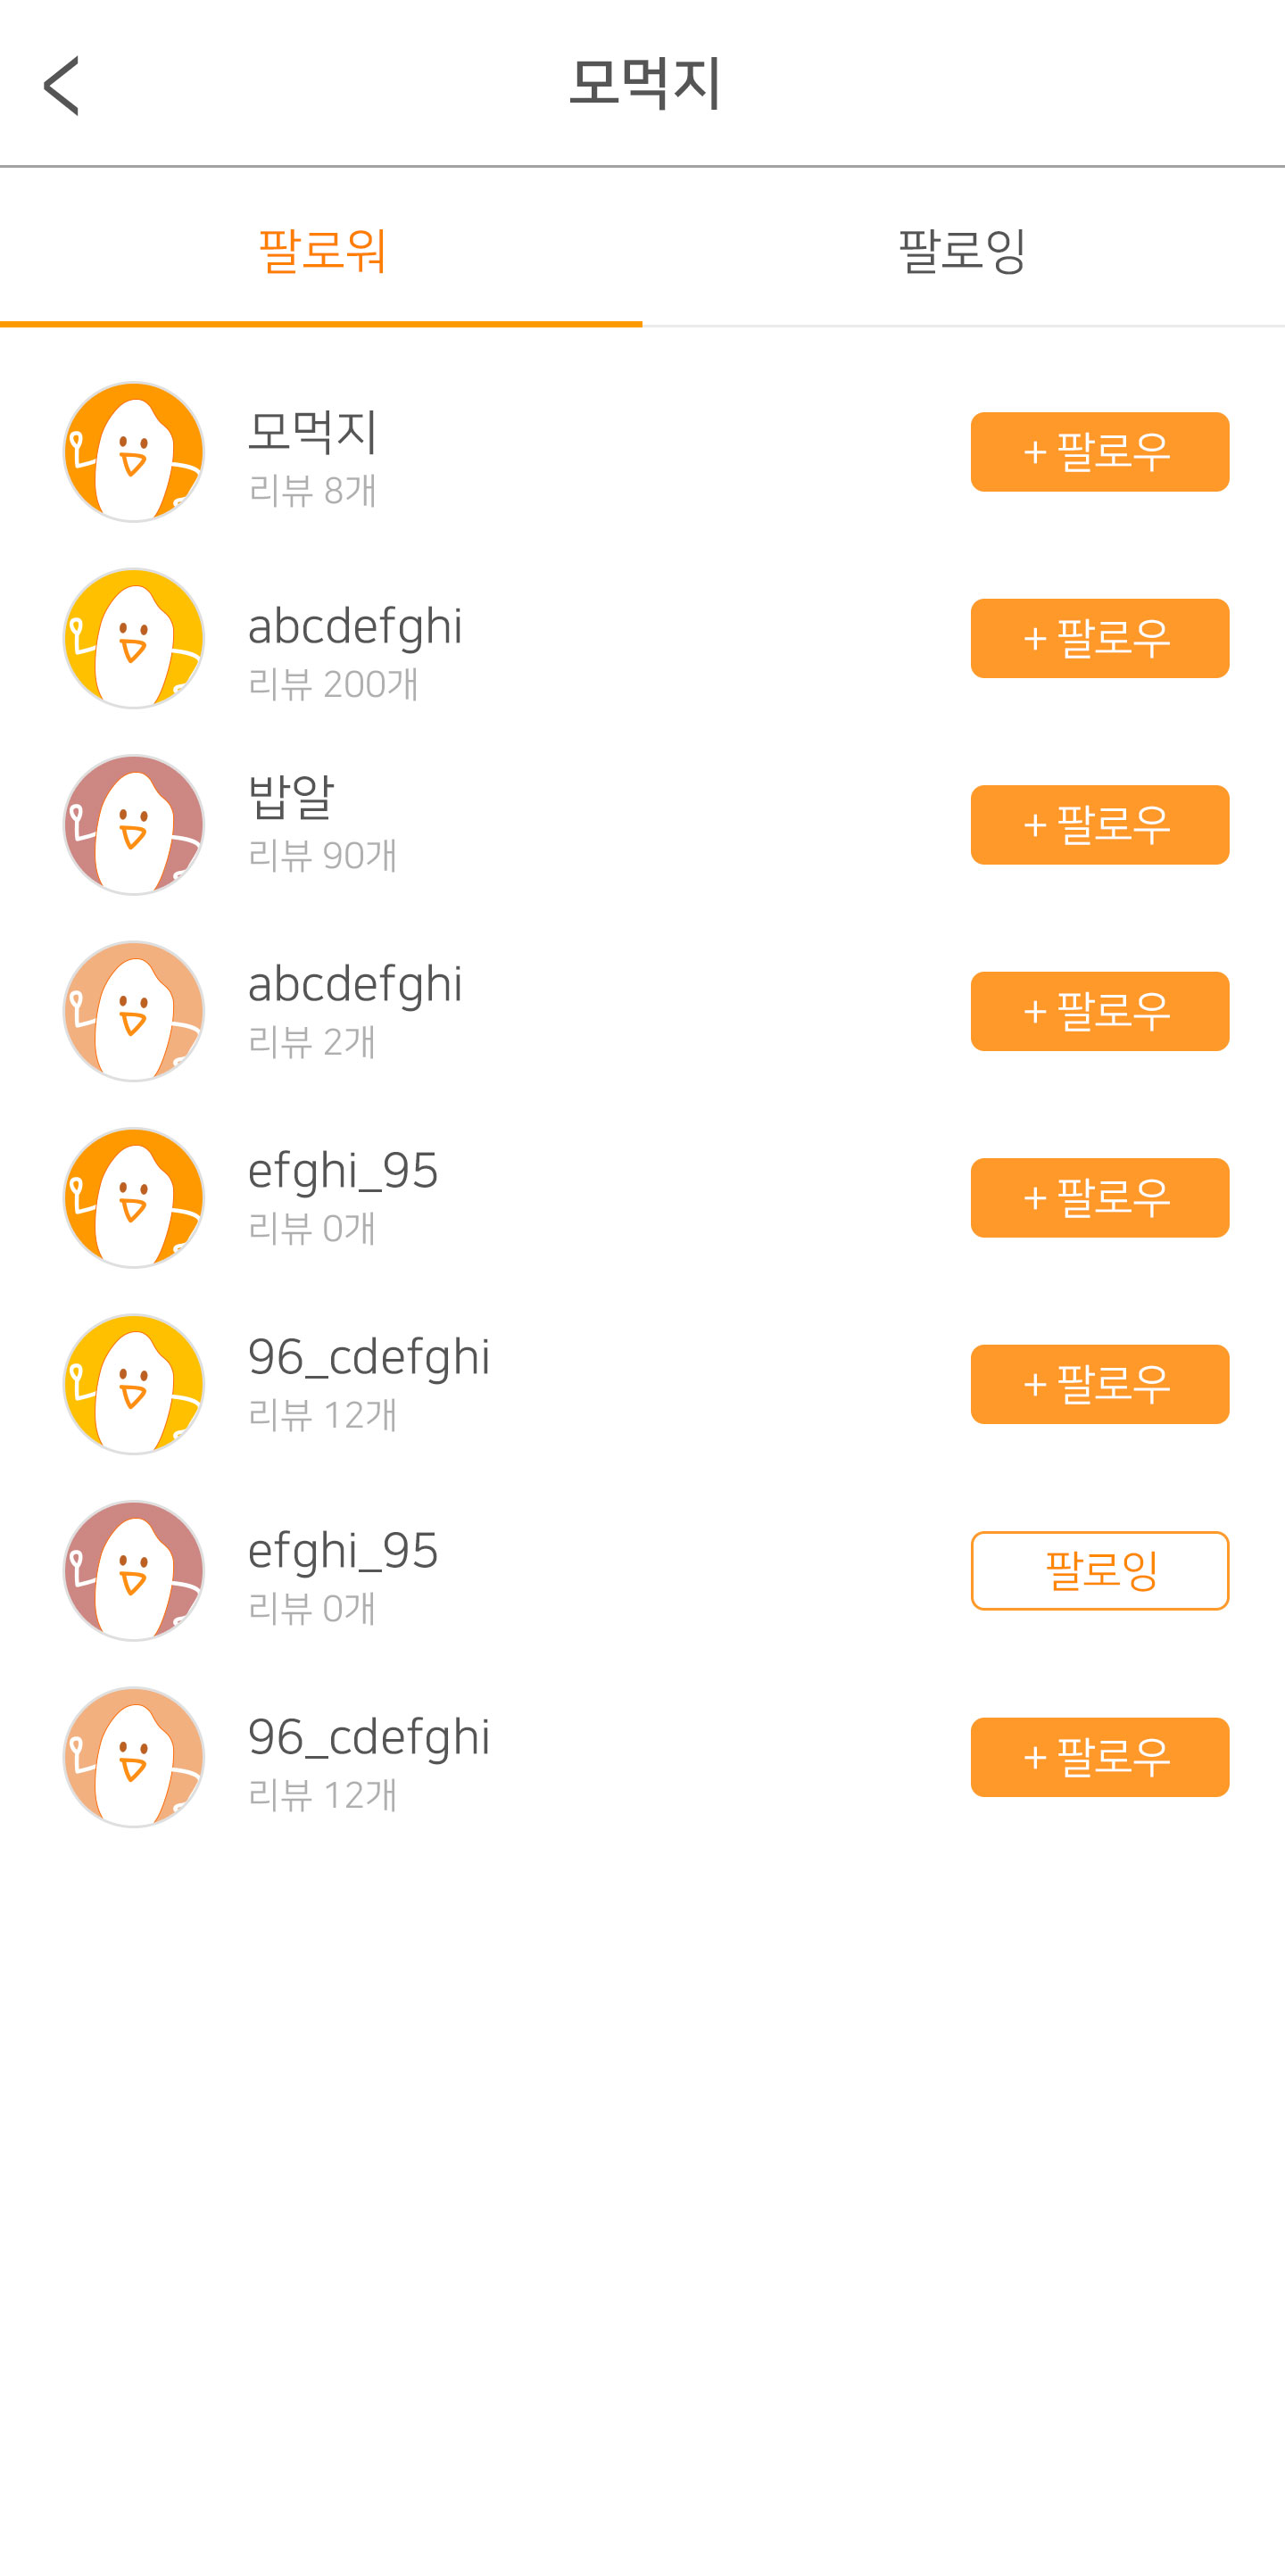 모먹지
팔로워 팔로잉
모먹지
리뷰 8개
+ 팔로우
abcdefghi
리뷰 200개
+ 팔로우
밥알
리뷰 90개
+ 팔로우
abcdefghi
리뷰 2개
+ 팔로우
efghi_95
리뷰 0개
+ 팔로우
96_cdefghi
리뷰 12개
+ 팔로우
efghi_95
리뷰 0개
팔로잉
96_cdefghi
리뷰 12개
+ 팔로우